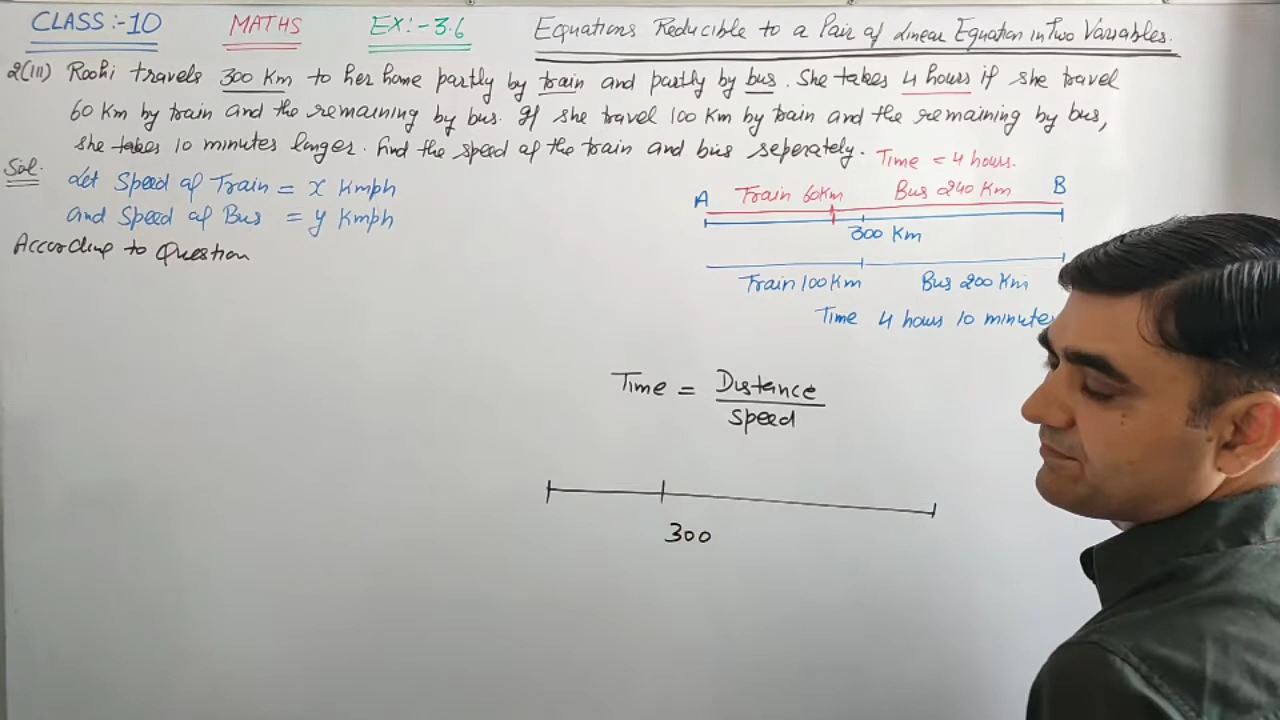 CLASS:-10 MATHS EX:-3.6 Equations Reducible to a Pair of Linear Equation in Two Variables.
2(iii) Roohi travels 300 Km to her home partly by train and partly by bus. She takes 4 hours if she travel
60 Km by train and the remaining by bus. If she travel 100 Km by train and the remaining by bus,
she takes 10 minutes longer. Find the speed of the train and bus seperately.
Time = 4 hours.
Sol. Let Speed of Train = x Kmph
and Speed of Bus = y Kmph
According to Question
A Train 60Km Bus 240 Km B
300 Km
Train 100Km Bus 200 Km
Time 4 hours 10 minutes
Time = Distance
speed
300